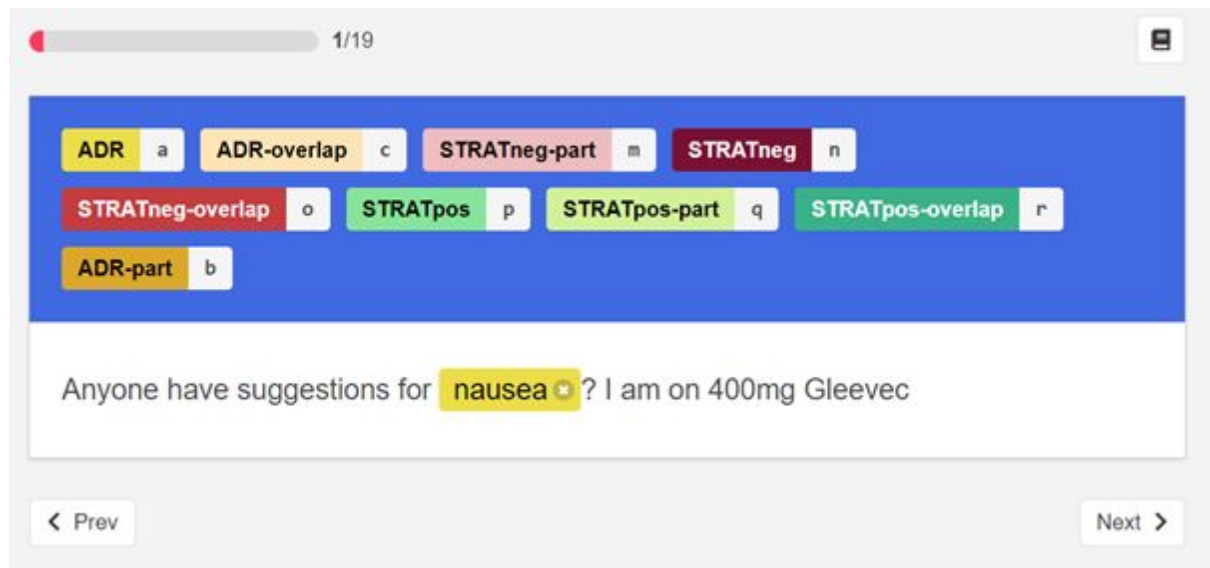 1/19
ADR a ADR-overlap c STRATneg-part m STRATneg n
STRATneg-overlap o STRATpos p STRATpos-part q STRATpos-overlap r
ADR-part b
Anyone have suggestions for nausea ? I am on 400mg Gleevec
Prev Next